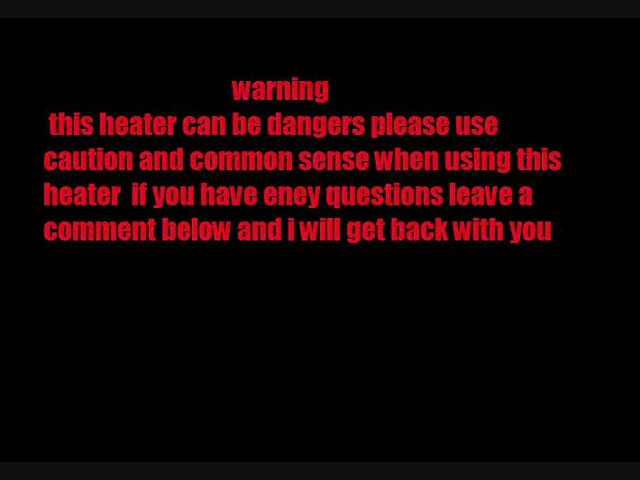 warning
this heater can be dangers please use
caution and common sense when using this
heater if you have eney questions leave a
comment below and i will get back with you